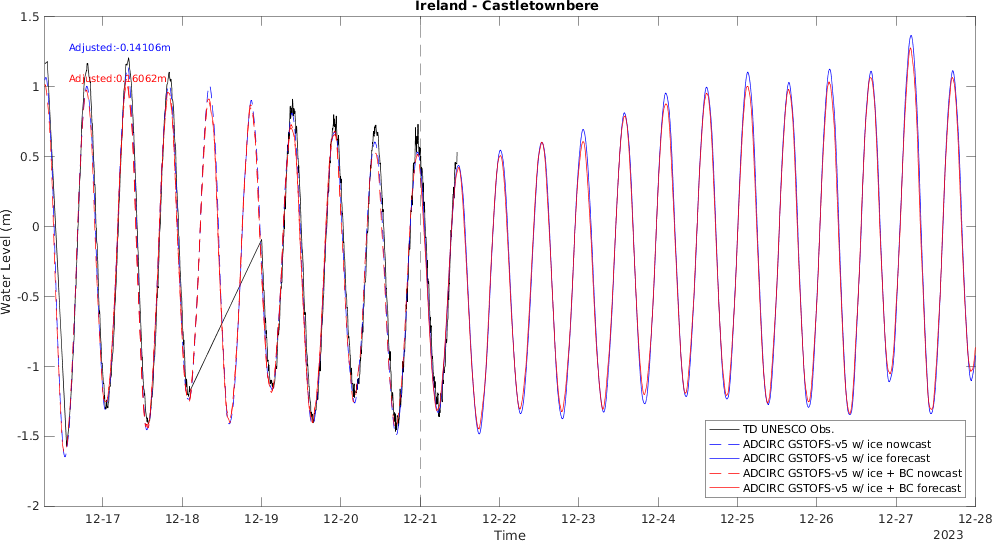 Ireland - Castletownbere
Water Level (m)
1.5
1
0.5
0
-0.5
-1
-1.5
-2
Adjusted:-0.14106m
Adjusted:0.26062m
TD UNESCO Obs.
ADCIRC GSTOFS-v5 w/ ice nowcast
ADCIRC GSTOFS-v5 w/ ice forecast
ADCIRC GSTOFS-v5 w/ ice + BC nowcast
ADCIRC GSTOFS-v5 w/ ice + BC forecast
12-17 12-18 12-19 12-20 12-21 12-22 12-23 12-24 12-25 12-26 12-27 12-28
Time
2023